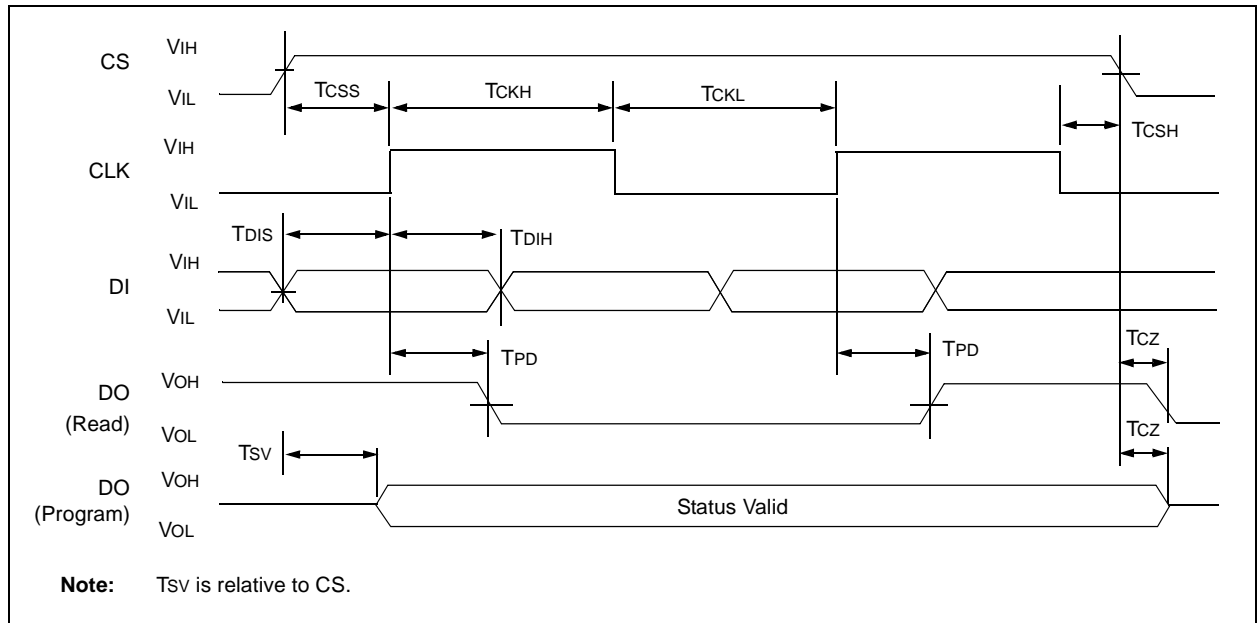 CS
VIH
VIL
TCSS
TCKH
TCKL
TCSH
CLK
VIH
VIL
TDIS
TDIH
DI
VIH
VIL
TPD
TPD
TCZ
DO
(Read)
VOH
VOL
TSV
TCZ
DO
(Program)
VOH
VOL
Status Valid
Note: TSV is relative to CS.